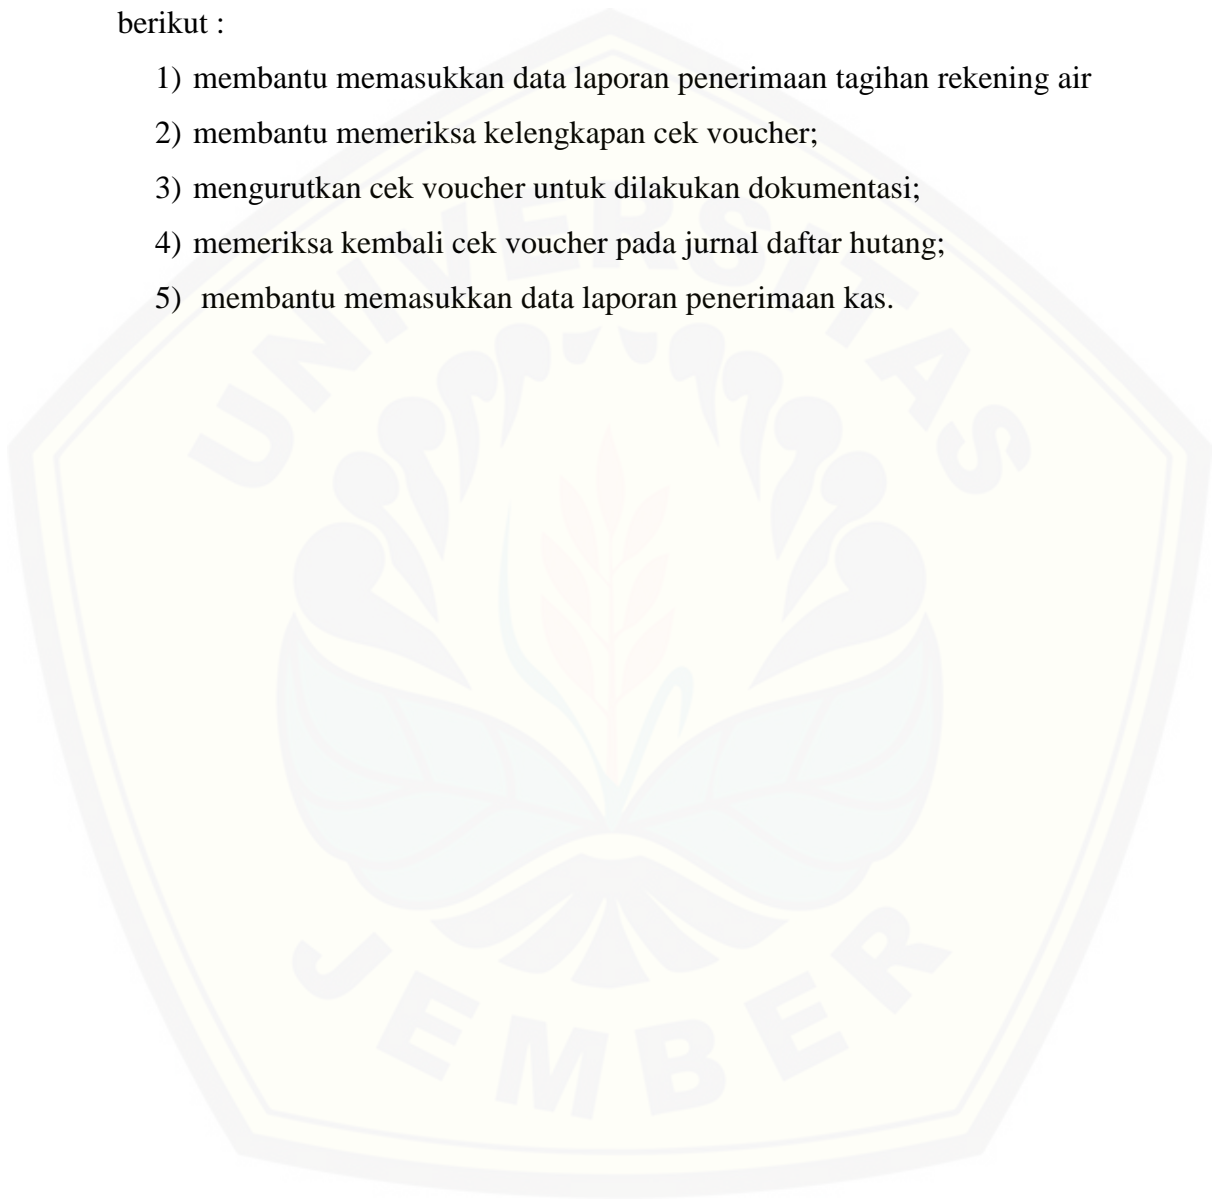 berikut :
1) membantu memasukkan data laporan penerimaan tagihan rekening air
2) membantu memeriksa kelengkapan cek voucher;
3) mengurutkan cek voucher untuk dilakukan dokumentasi;
4) memeriksa kembali cek voucher pada jurnal daftar hutang;
5) membantu memasukkan data laporan penerimaan kas.
UNIVERSITAS
JEMBER